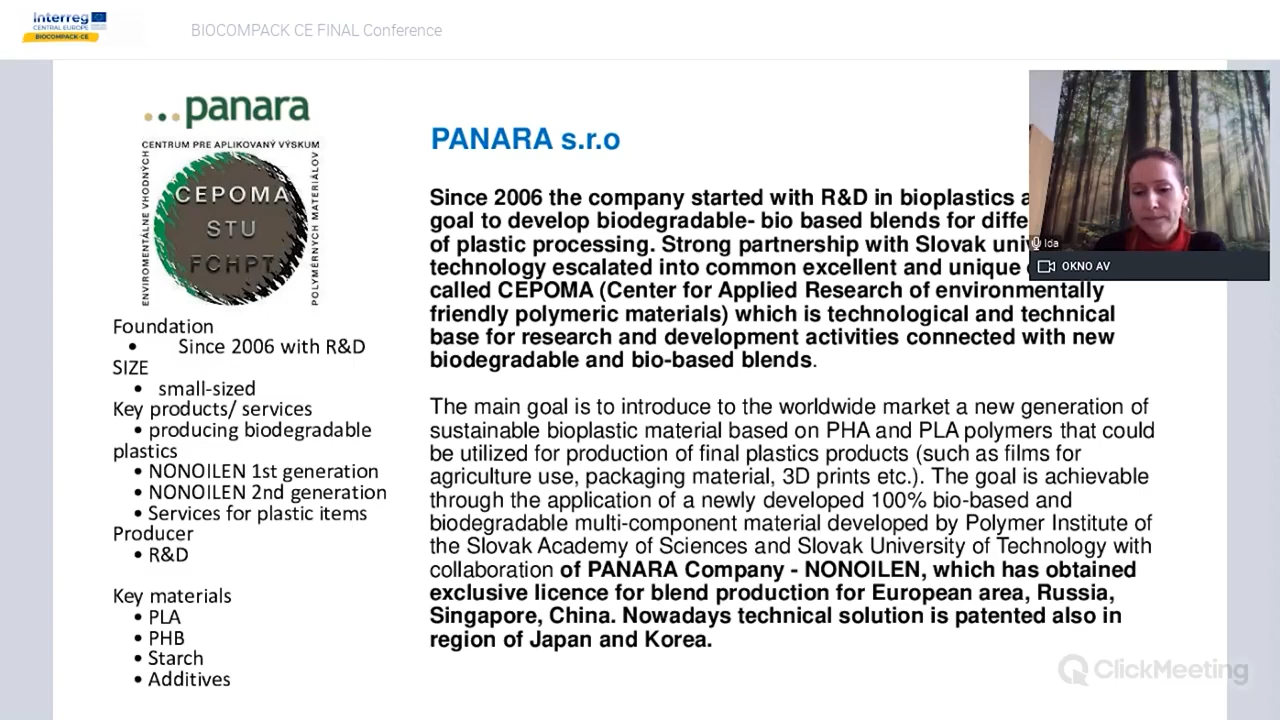 Interreg
CENTRAL EUROPE
BIOCOMPACK-CE
BIOCOMPACK CE FINAL Conference
...panara
CENTRUM PRE APLIKOVANÝ VÝSKUM
ENVIROMENTÁLNE VHODNÝCH
POLYMÉRNYCH MATERIÁLOV
CEPOMA
STU
FCHPT
Foundation
• Since 2006 with R&D
SIZE
• small-sized
Key products/ services
• producing biodegradable
plastics
• NONOILEN 1st generation
• NONOILEN 2nd generation
• Services for plastic items
Producer
• R&D
Key materials
• PLA
• PHB
• Starch
• Additives
PANARA s.r.o
Since 2006 the company started with R&D in bioplastics
goal to develop biodegradable- bio based blends for
of plastic processing. Strong partnership with Slovak
technology escalated into common excellent and unique
called CEPOMA (Center for Applied Research of environmentally
friendly polymeric materials) which is technological and technical
base for research and development activities connected with new
biodegradable and bio-based blends.
The main goal is to introduce to the worldwide market a new generation of
sustainable bioplastic material based on PHA and PLA polymers that could
be utilized for production of final plastics products (such as films for
agriculture use, packaging material, 3D prints etc.). The goal is achievable
through the application of a newly developed 100% bio-based and
biodegradable multi-component material developed by Polymer Institute of
the Slovak Academy of Sciences and Slovak University of Technology with
collaboration of PANARA Company - NONOILEN, which has obtained
exclusive licence for blend production for European area, Russia,
Singapore, China. Nowadays technical solution is patented also in
region of Japan and Korea.
Ida
OKNO AV
ClickMeeting